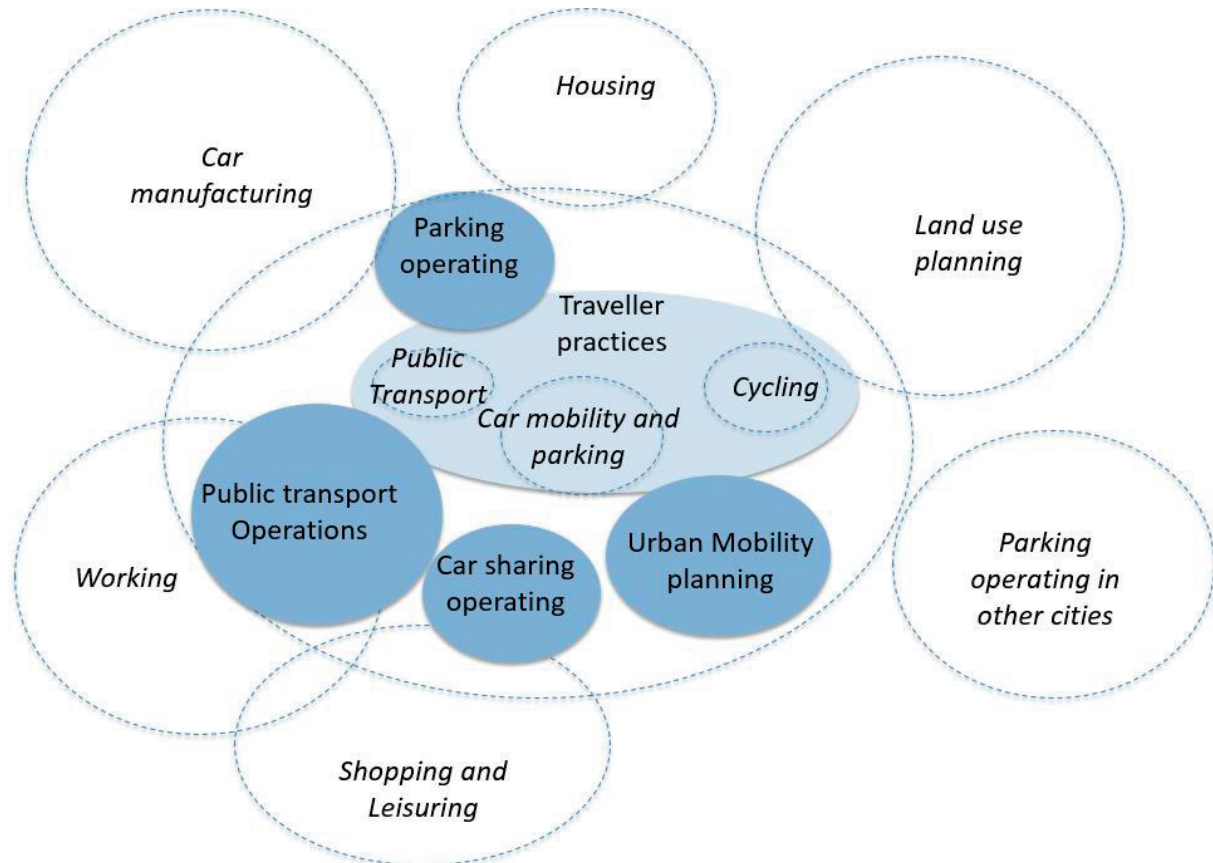 Housing
Car
manufacturing
Land use
planning
Parking
operating
Traveller
practices
Public
Transport
Cycling
Car mobility and
parking
Public transport
Operations
Urban Mobility
planning
Car sharing
operating
Working
Parking
operating in
other cities
Shopping and
Leisuring